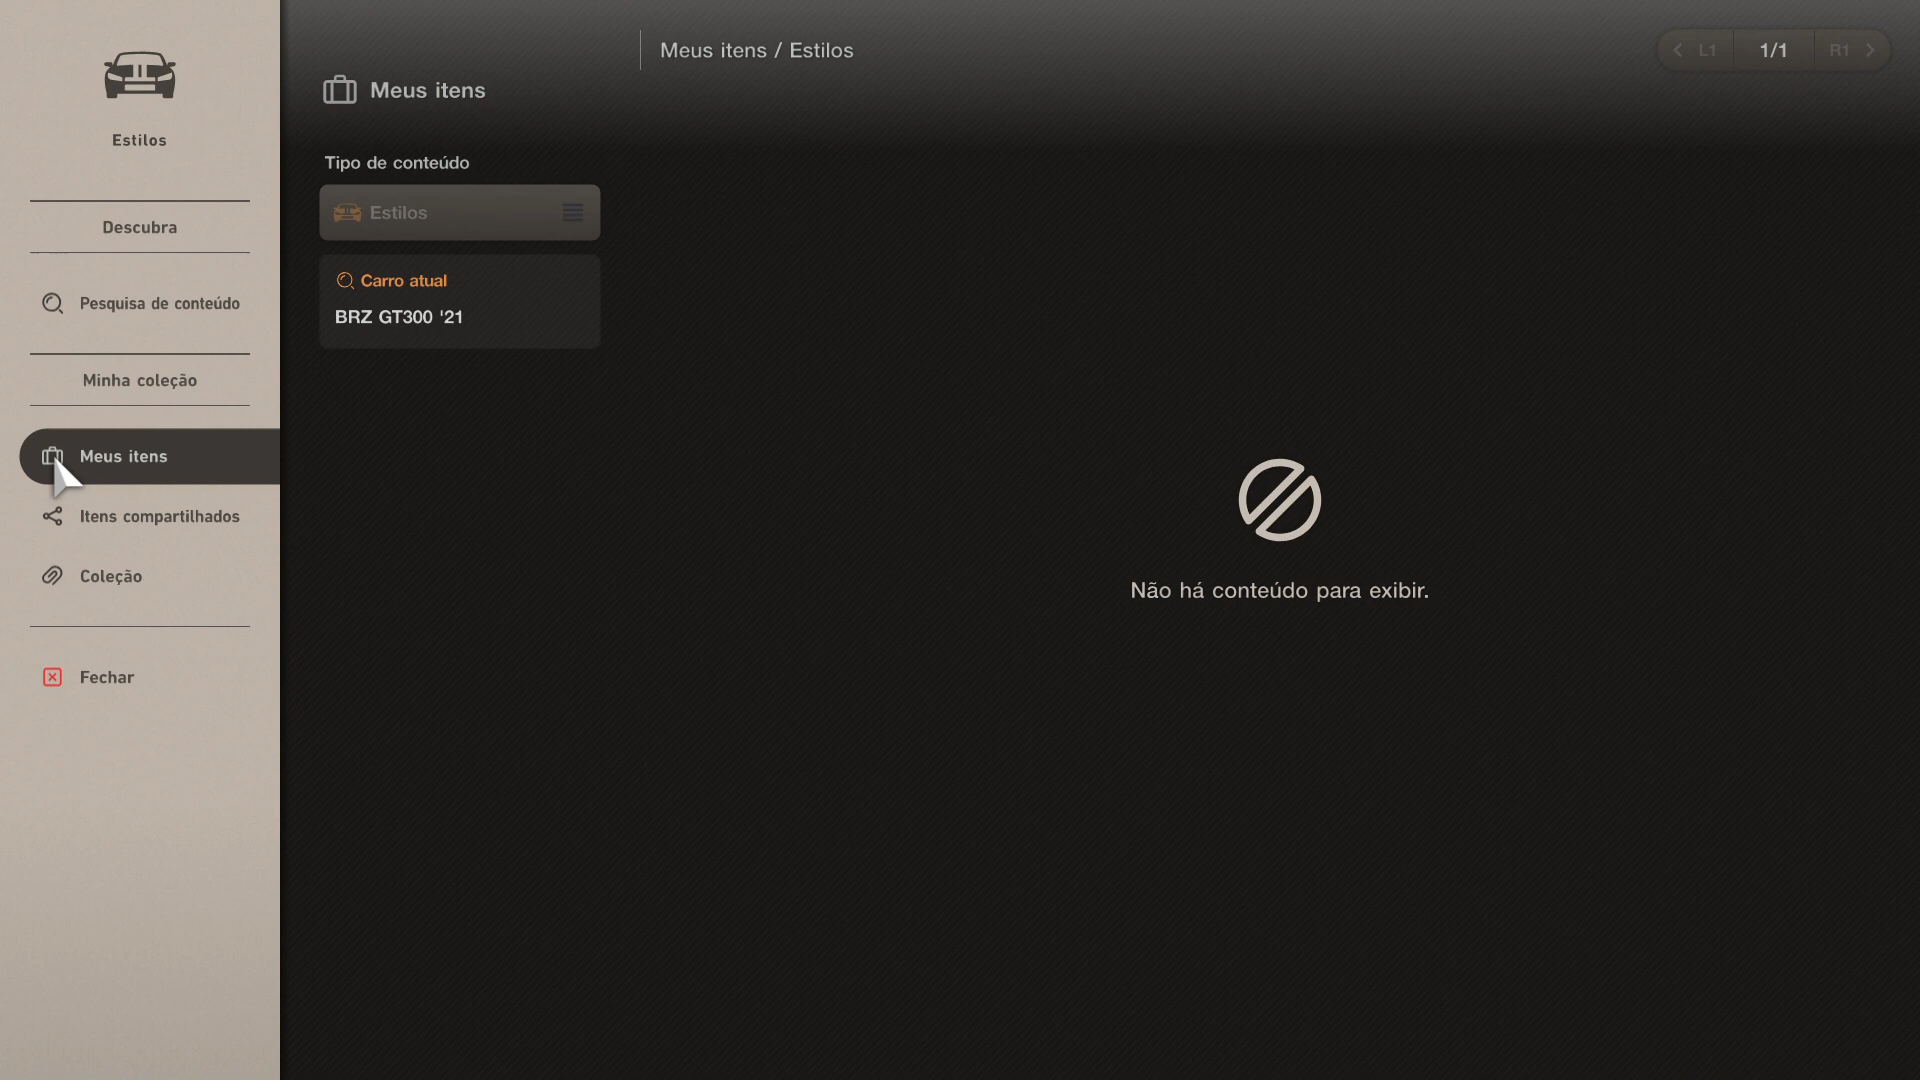 Estilos
Descubra
Pesquisa de conteúdo
Minha coleção
Meus itens
Itens compartilhados
Coleção
Fechar
Meus itens / Estilos
L1
1/1
R1
Meus itens
Tipo de conteúdo
Estilos
Carro atual
BRZ GT300 '21
Não há conteúdo para exibir.